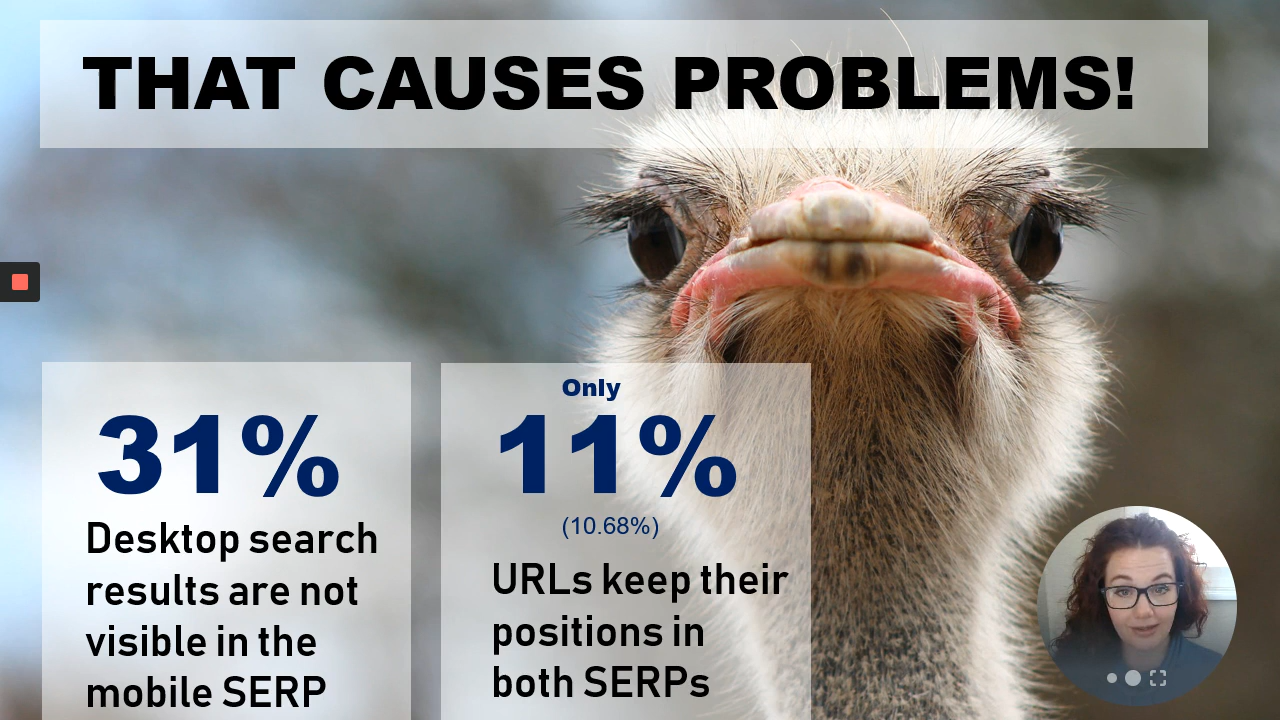 THAT CAUSES PROBLEMS!
31%
Desktop search
results are not
visible in the
mobile SERP
Only
11%
(10.68%)
URLs keep their
positions in
both SERPs